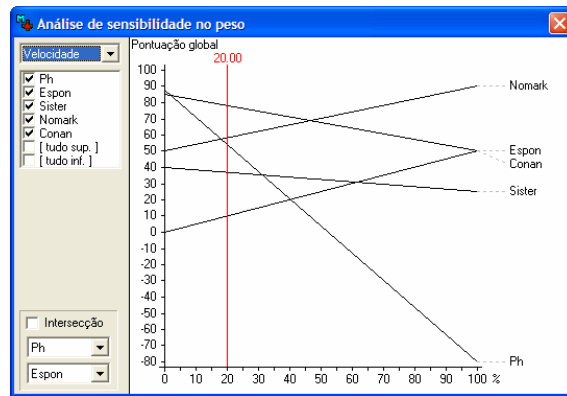 Análise de sensibilidade no peso
Velocidade
Ph
Espon
Sister
Nomark
Conan
[ tudo sup. ]
[ tudo inf. ]
Intersecção
Ph
Espon
Pontuação global
20.00
100
90
80
70
60
50
40
30
20
10
0
-10
-20
-30
-40
-50
-60
-70
-80
0 10 20 30 40 50 60 70 80 90 100 %
Nomark
Espon
Conan
Sister
Ph